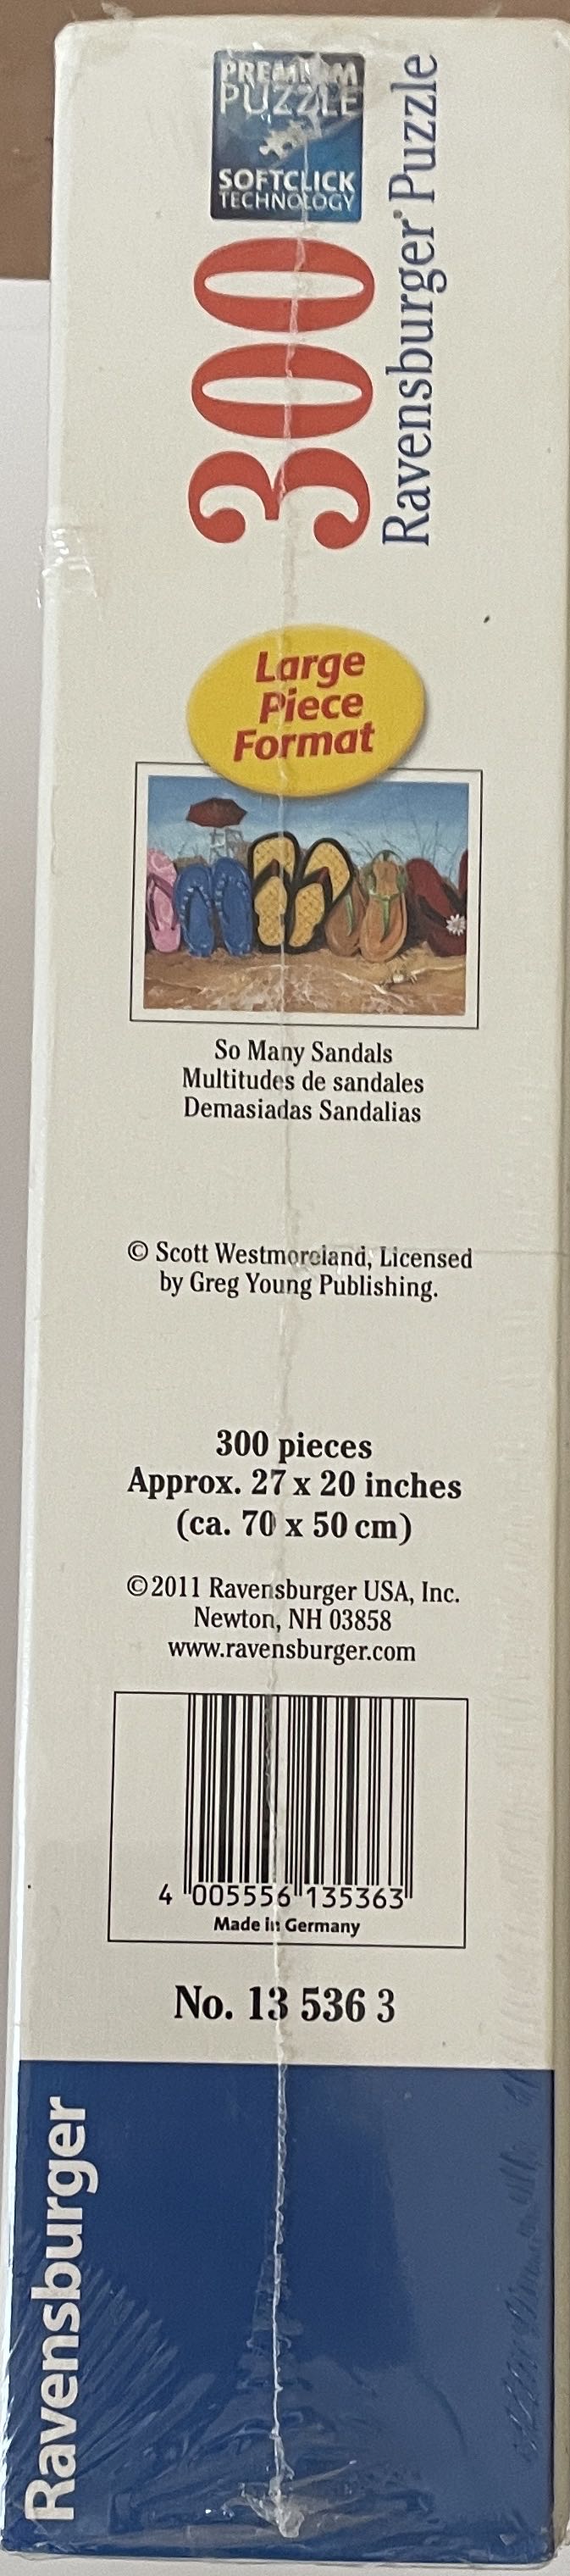 PREMIUM
PUZZLE
SOFTCLICK
TECHNOLOGY
300
Ravensburger® Puzzle
Large
Piece
Format
So Many Sandals
Multitudes de sandales
Demasiadas Sandalias
© Scott Westmoreland, Licensed
by Greg Young Publishing.
300 pieces
Approx. 27 x 20 inches
(ca. 70 x 50 cm)
©2011 Ravensburger USA, Inc.
Newton, NH 03858
www.ravensburger.com
4 005556 135363
Made in Germany
No. 13 536 3
Ravensburger